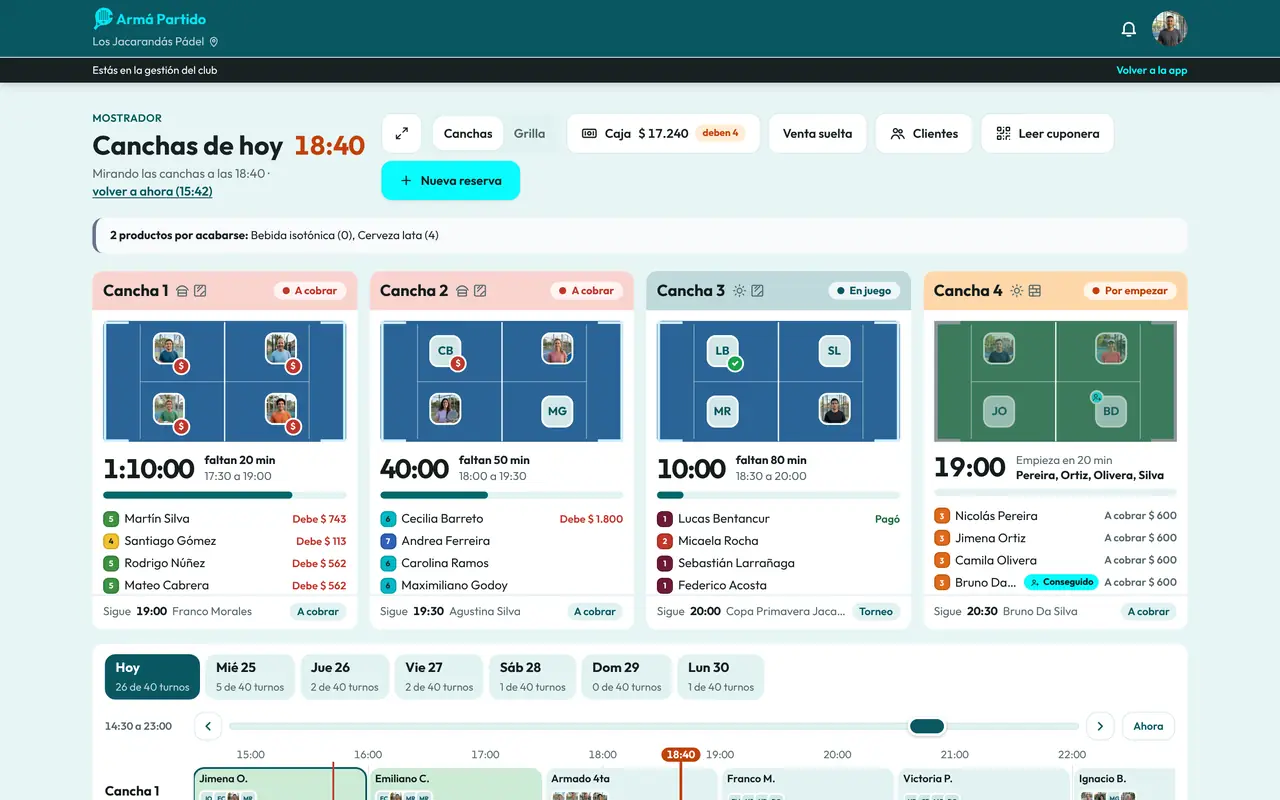 Armá Partido
Los Jacarandás Pádel
Estás en la gestión del club
Volver a la app
MOSTRADOR
Canchas de hoy 18:40
Mirando las canchas a las 18:40 ·
volver a ahora (15:42)
Canchas
Grilla
Caja $ 17.240 deben 4
Venta suelta
Clientes
Leer cuponera
+ Nueva reserva
2 productos por acabarse: Bebida isotónica (0), Cerveza lata (4)
Cancha 1
A cobrar
$
$
$
$
1:10:00
faltan 20 min
17:30 a 19:00
5 Martín Silva Debe $ 743
4 Santiago Gómez Debe $ 113
5 Rodrigo Núñez Debe $ 562
5 Mateo Cabrera Debe $ 562
Sigue 19:00 Franco Morales A cobrar
Cancha 2
A cobrar
CB
$
MG
40:00
faltan 50 min
18:00 a 19:30
6 Cecilia Barreto Debe $ 1.800
7 Andrea Ferreira
6 Carolina Ramos
6 Maximiliano Godoy
Sigue 19:30 Agustina Silva A cobrar
Cancha 3
En juego
LB
SL
MR
10:00
faltan 80 min
18:30 a 20:00
1 Lucas Bentancur Pagó
2 Micaela Rocha
1 Sebastián Larrañaga
1 Federico Acosta
Sigue 20:00 Copa Primavera Jaca... Torneo
Cancha 4
Por empezar
JO
BD
19:00
Empieza en 20 min
Pereira, Ortiz, Olivera, Silva
3 Nicolás Pereira A cobrar $ 600
3 Jimena Ortiz A cobrar $ 600
3 Camila Olivera A cobrar $ 600
3 Bruno Da... Conseguido A cobrar $ 600
Sigue 20:30 Bruno Da Silva A cobrar
Hoy
26 de 40 turnos
Mié 25
5 de 40 turnos
Jue 26
2 de 40 turnos
Vie 27
2 de 40 turnos
Sáb 28
1 de 40 turnos
Dom 29
0 de 40 turnos
Lun 30
1 de 40 turnos
14:30 a 23:00
Ahora
15:00 16:00 17:00 18:00 18:40 19:00 20:00 21:00 22:00
Cancha 1
Jimena O.
Emiliano C.
Armado 4ta
Franco M.
Victoria P.
Ignacio B.